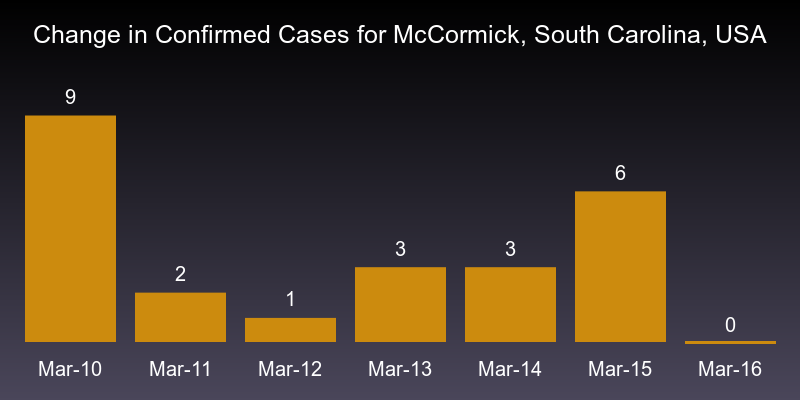 Change in Confirmed Cases for McCormick, South Carolina, USA
9
2
1
3
3
6
0
Mar-10
Mar-11
Mar-12
Mar-13
Mar-14
Mar-15
Mar-16